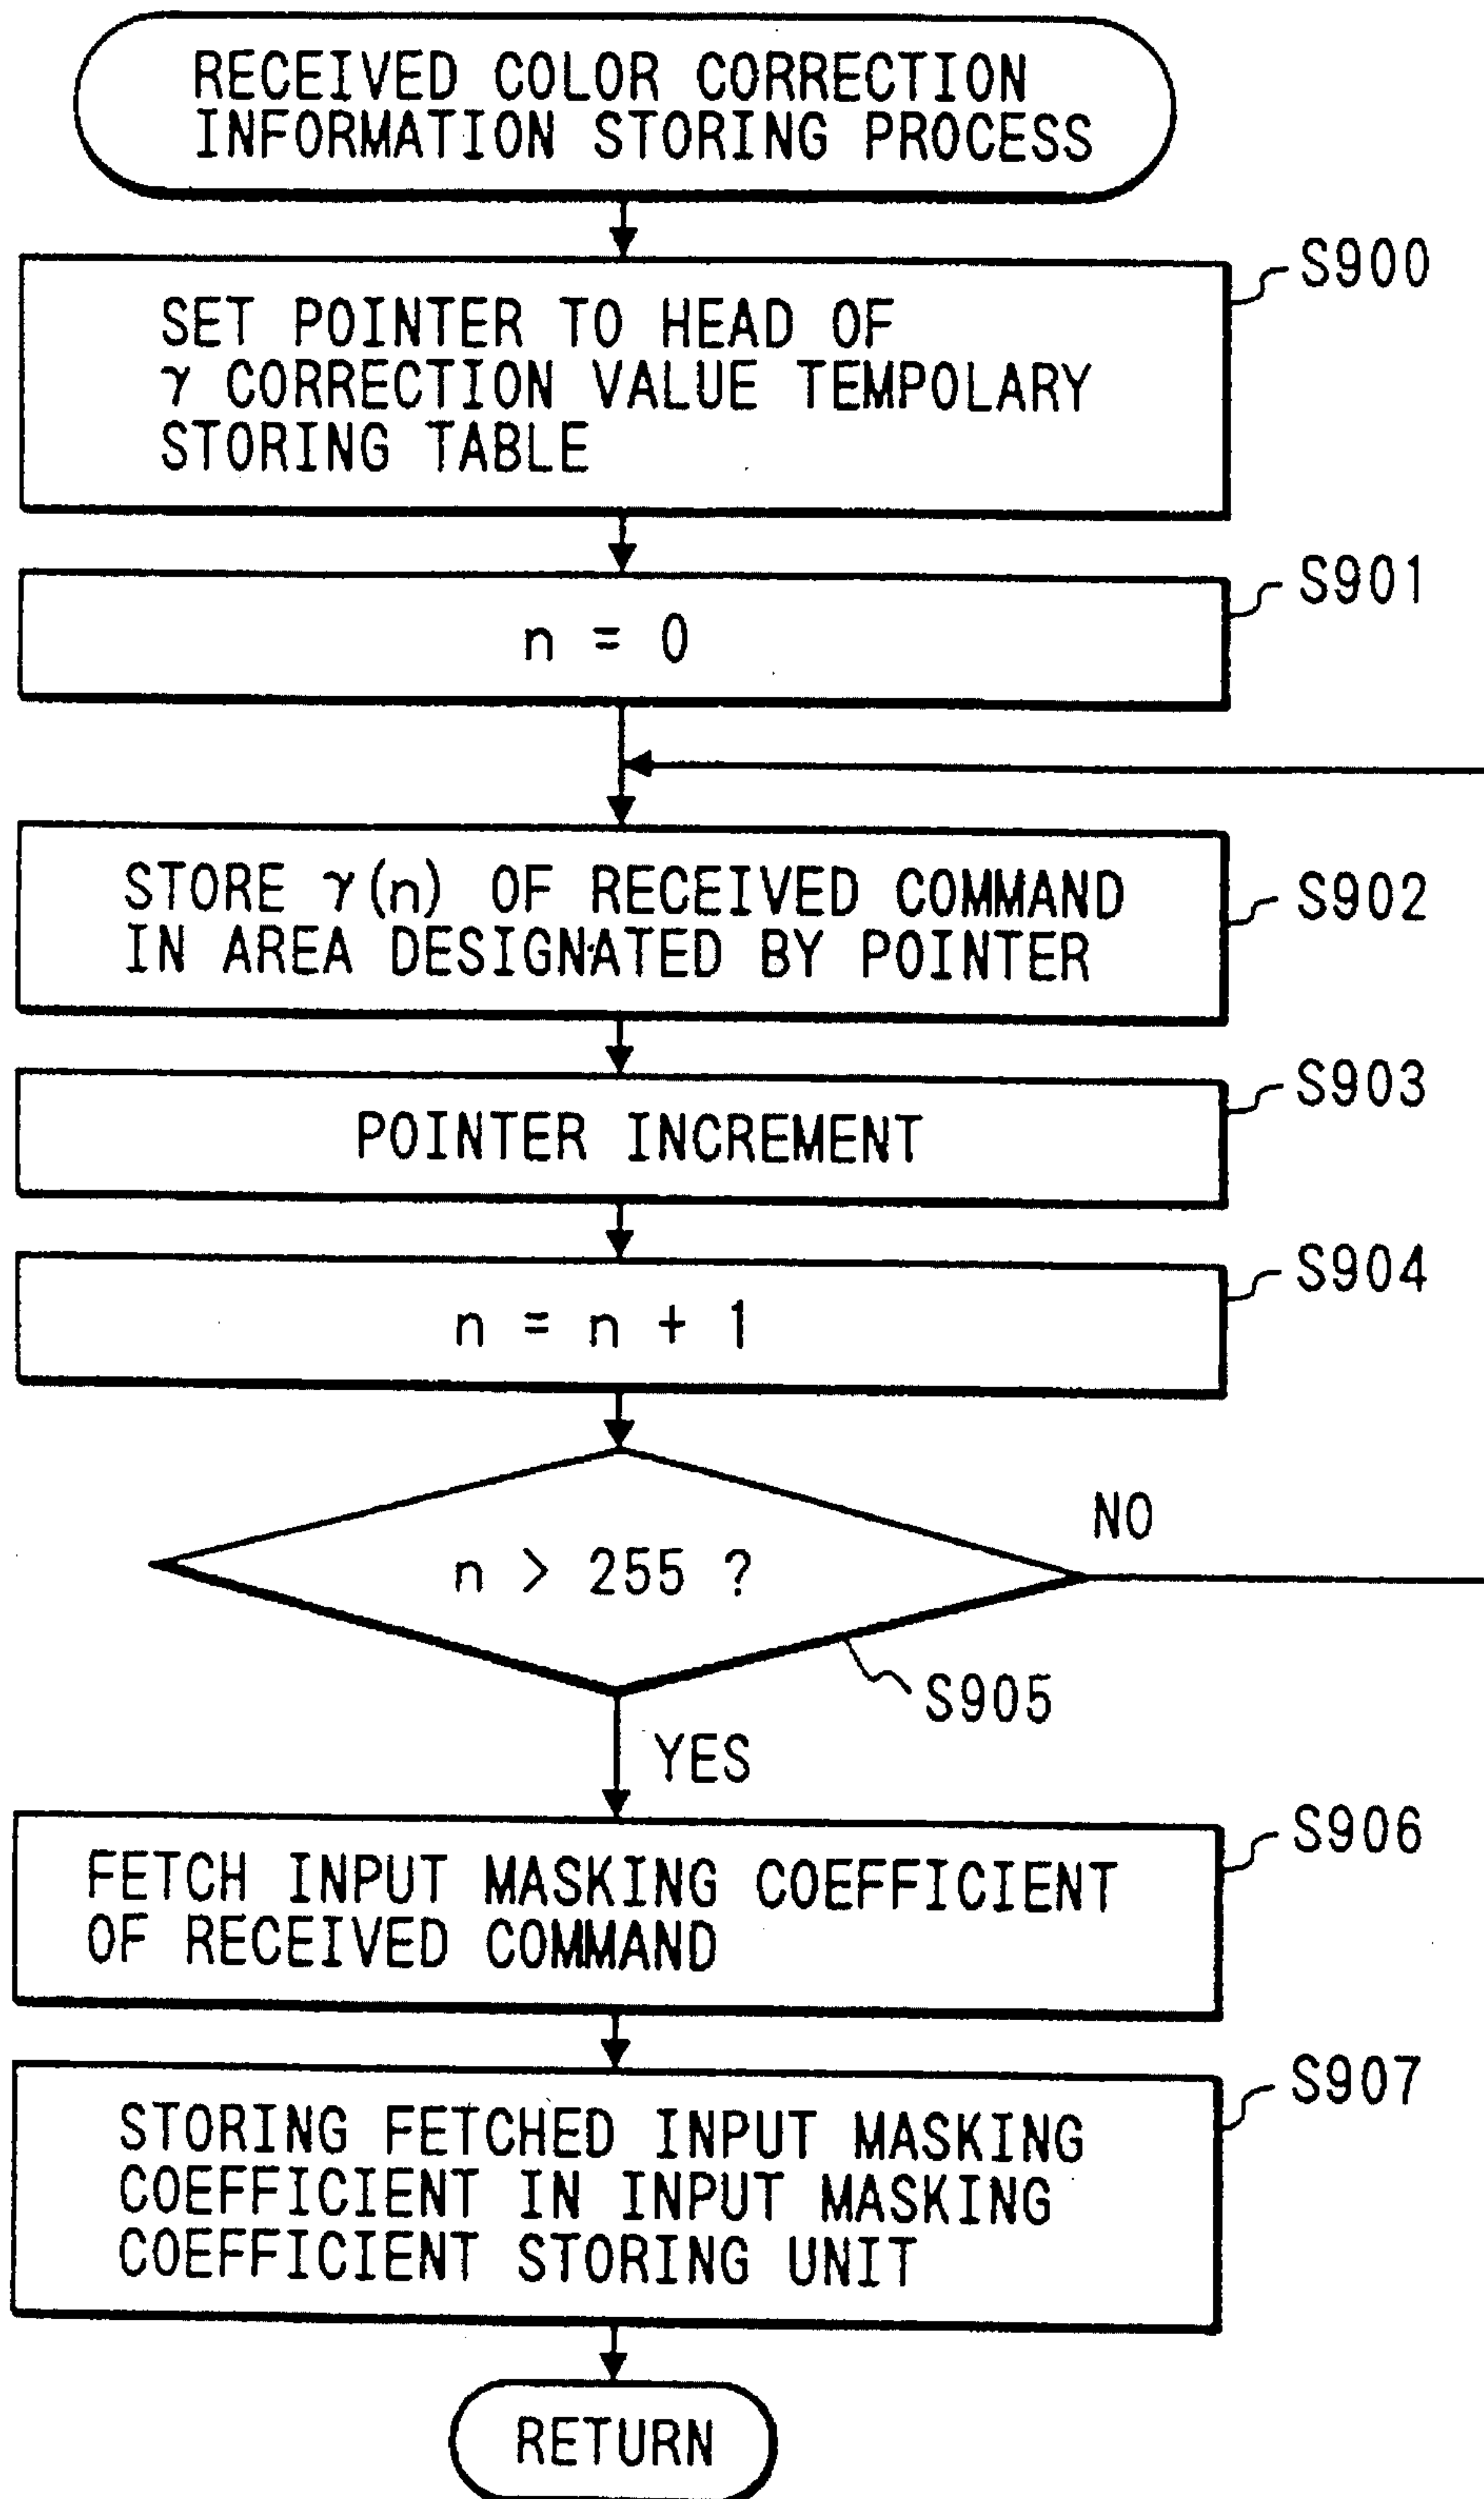 RECEIVED COLOR CORRECTION
INFORMATION STORING PROCESS
S900
SET POINTER TO HEAD OF
γ CORRECTION VALUE TEMPOLARY
STORING TABLE
S901
n = 0
S902
STORE γ(n) OF RECEIVED COMMAND
IN AREA DESIGNATED BY POINTER
S903
POINTER INCREMENT
S904
n = n + 1
NO
n > 255 ?
S905
YES
S906
FETCH INPUT MASKING COEFFICIENT
OF RECEIVED COMMAND
S907
STORING FETCHED INPUT MASKING
COEFFICIENT IN INPUT MASKING
COEFFICIENT STORING UNIT
RETURN